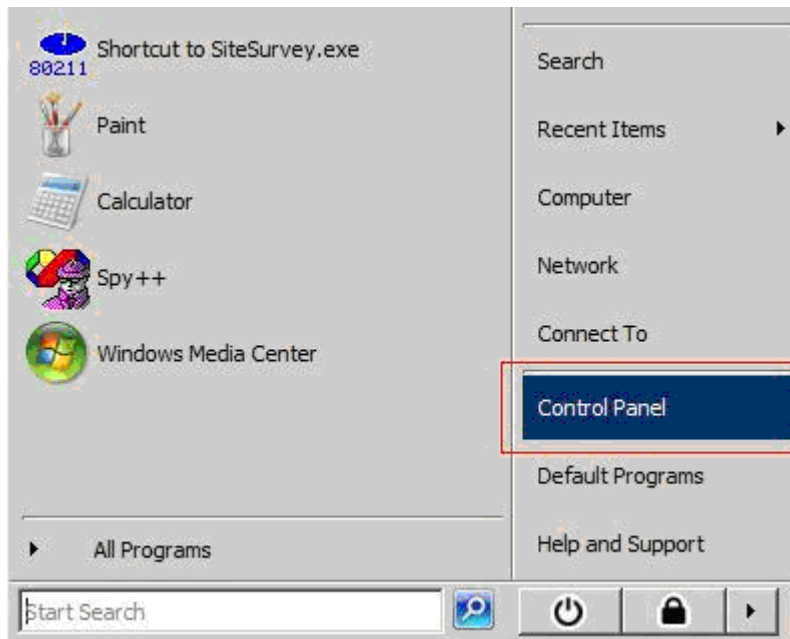 Shortcut to SiteSurvey.exe
80211
Paint
Calculator
Spy++
Windows Media Center
All Programs
Start Search
Search
Recent Items
Computer
Network
Connect To
Control Panel
Default Programs
Help and Support